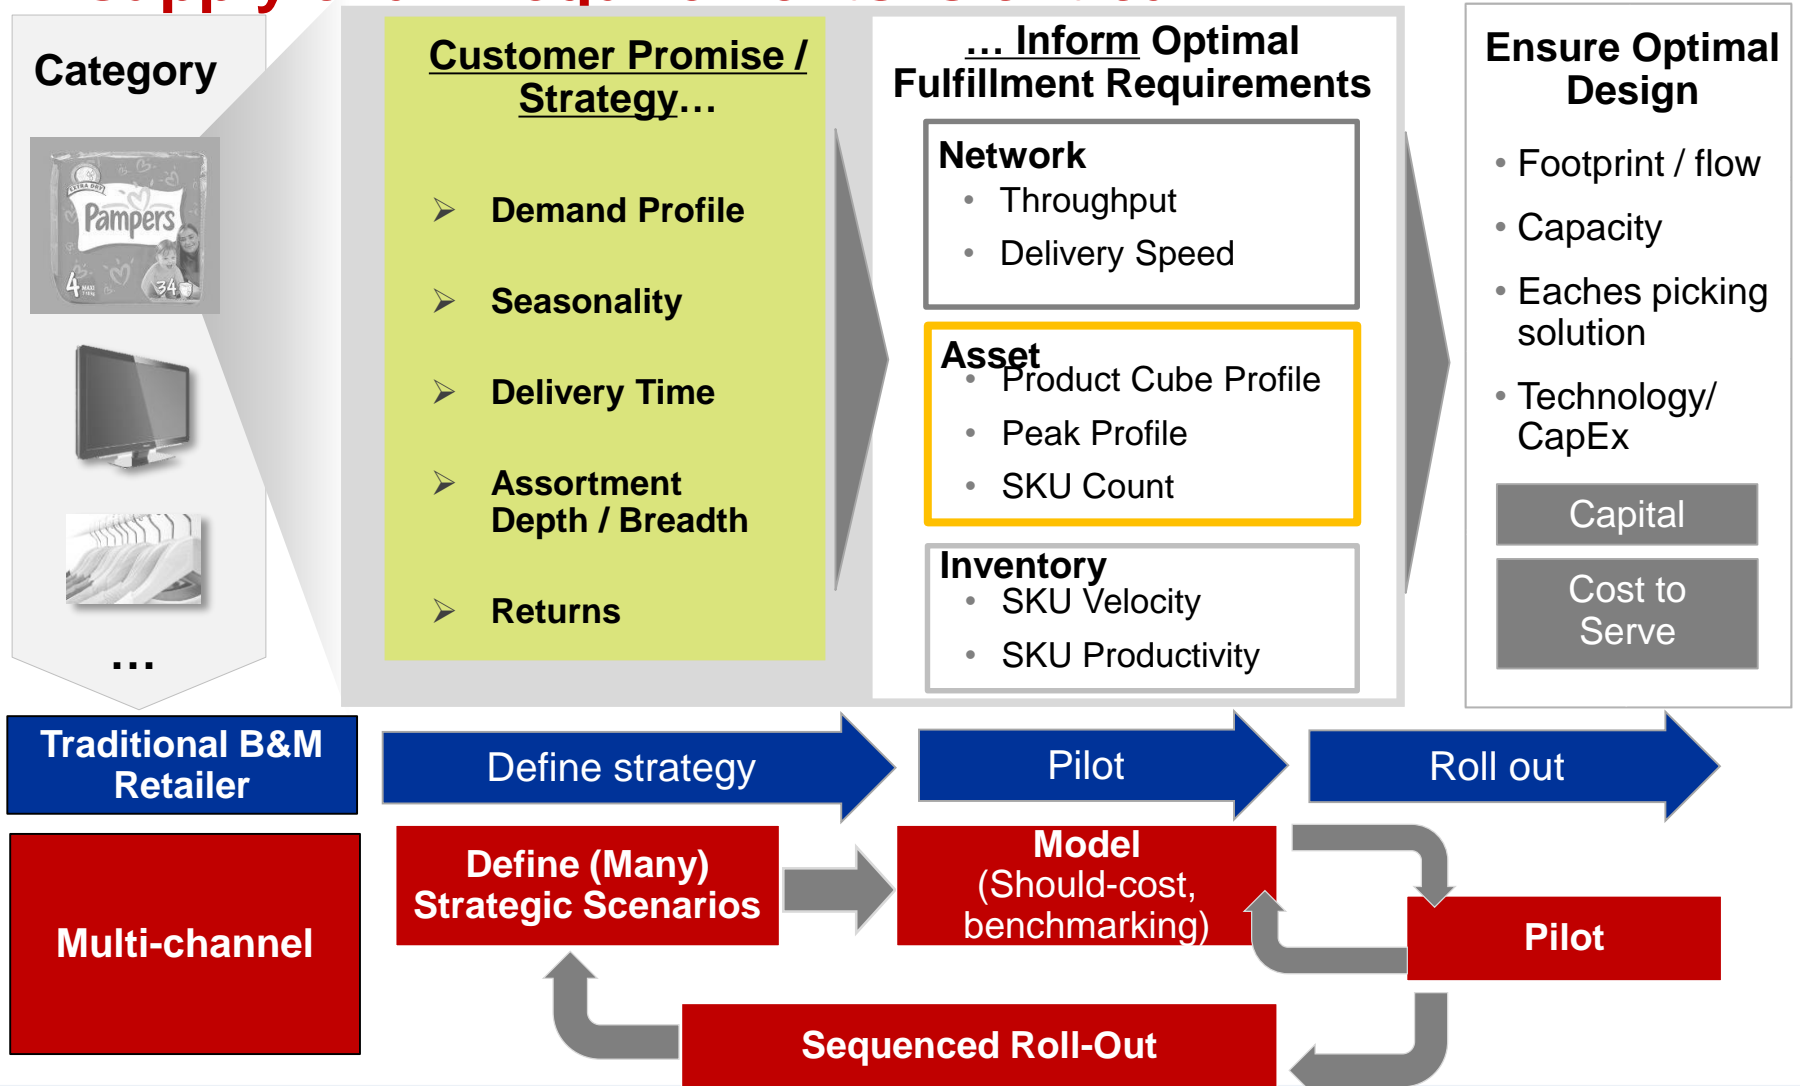 Category
EXTRA DRY
Pampers
4 MAXI
34
…
Customer Promise /
Strategy…
➢ Demand Profile
➢ Seasonality
➢ Delivery Time
➢ Assortment
Depth / Breadth
➢ Returns
… Inform Optimal
Fulfillment Requirements
Network
• Throughput
• Delivery Speed
Asset
• Product Cube Profile
• Peak Profile
• SKU Count
Inventory
• SKU Velocity
• SKU Productivity
Ensure Optimal
Design
• Footprint / flow
• Capacity
• Eaches picking
solution
• Technology/
CapEx
Capital
Cost to
Serve
Traditional B&M
Retailer
Define strategy
Pilot
Roll out
Multi-channel
Define (Many)
Strategic Scenarios
Model
(Should-cost,
benchmarking)
Pilot
Sequenced Roll-Out